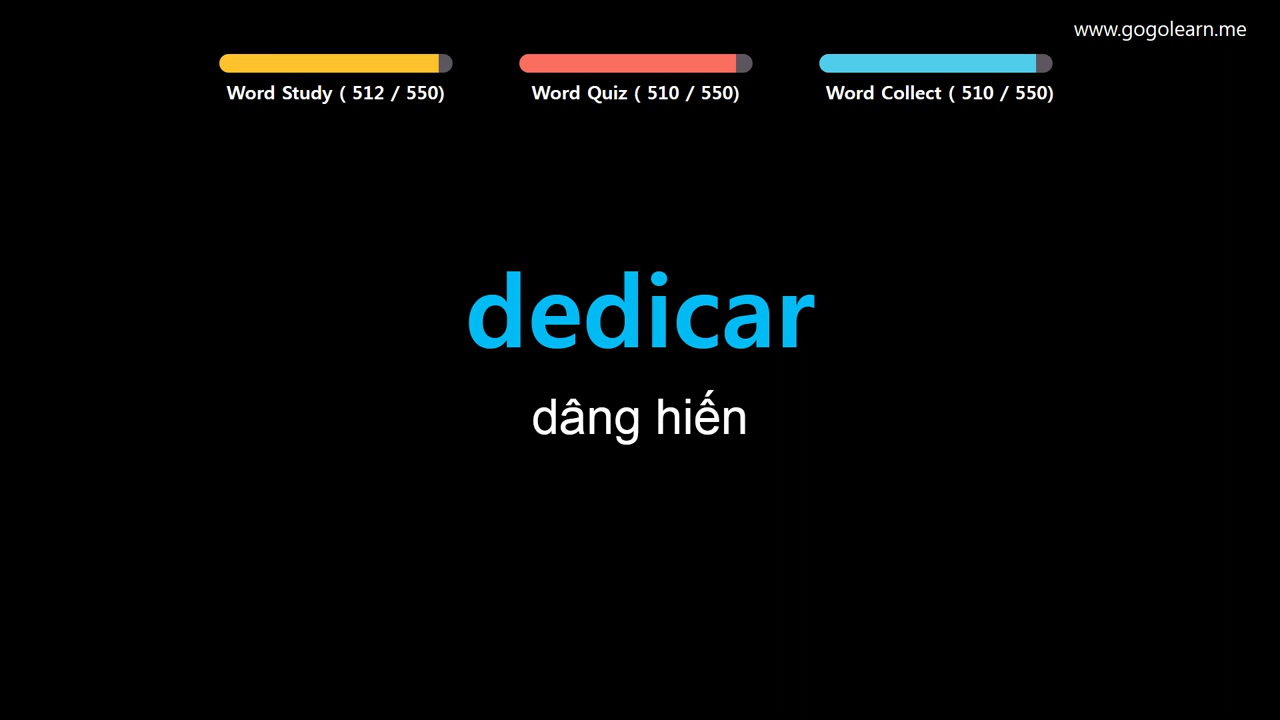 www.gogolearn.me
Word Study ( 512 / 550)
Word Quiz ( 510 / 550)
Word Collect ( 510 / 550)
dedicar
dâng hiến